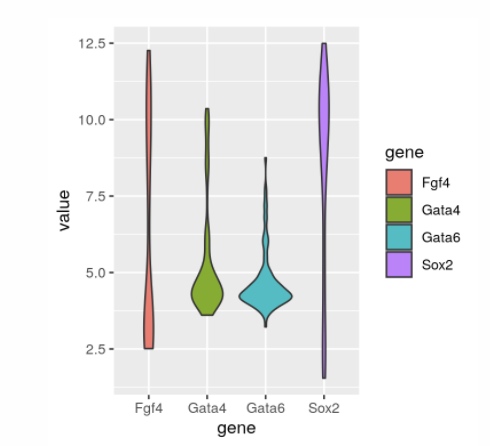 12.5
10.0
7.5
5.0
2.5
value
Fgf4 Gata4 Gata6 Sox2
gene
gene
Fgf4
Gata4
Gata6
Sox2